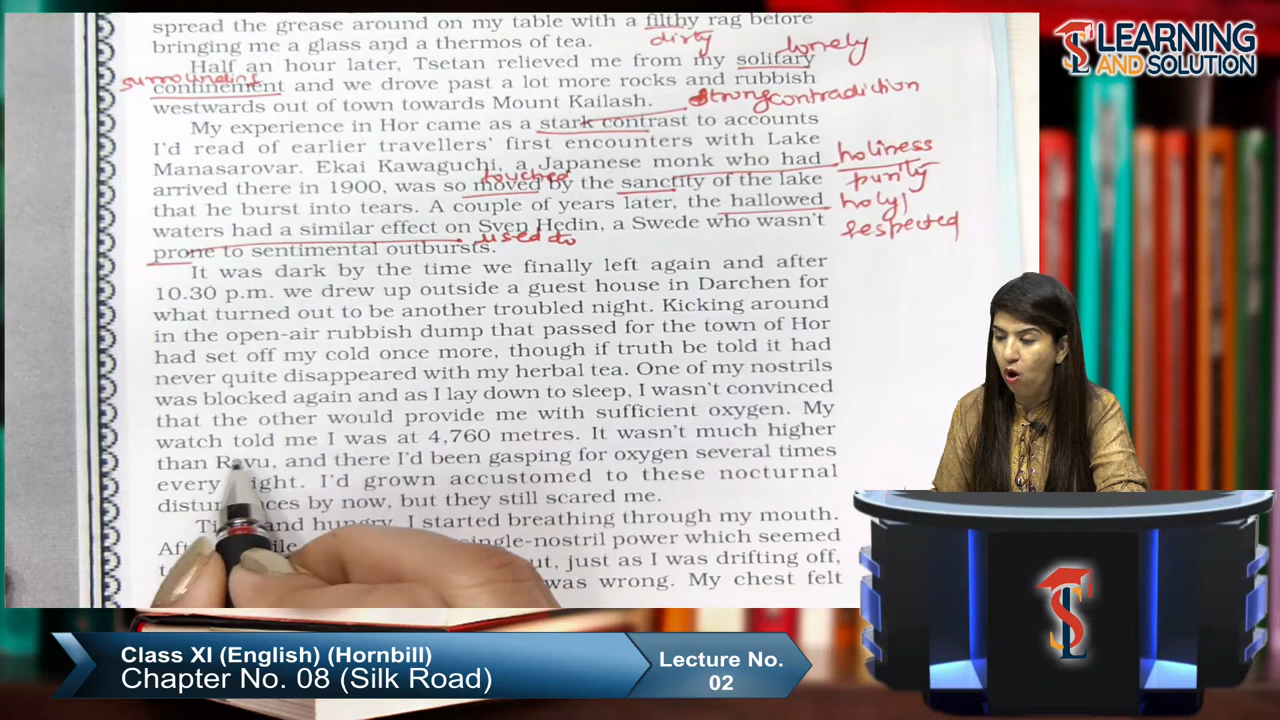 spread the grease around on my table with a filthy rag before
dirty
bringing me a glass and a thermos of tea.
lonely
Half an hour later, Tsetan relieved me from my solitary
surrounding
confinement and we drove past a lot more rocks and rubbish
westwards out of town towards Mount Kailash.
strong contradiction
My experience in Hor came as a stark contrast to accounts
I'd read of earlier travellers' first encounters with Lake
Manasarovar. Ekai Kawaguchi, a Japanese monk who had
holiness
touched
arrived there in 1900, was so moved by the sanctity of the lake
purity
that he burst into tears. A couple of years later, the hallowed
holy/
waters had a similar effect on Sven Hedin, a Swede who wasn't
respected
used to
prone to sentimental outbursts.
It was dark by the time we finally left again and after
10.30 p.m. we drew up outside a guest house in Darchen for
what turned out to be another troubled night. Kicking around
in the open-air rubbish dump that passed for the town of Hor
had set off my cold once more, though if truth be told it had
never quite disappeared with my herbal tea. One of my nostrils
was blocked again and as I lay down to sleep, I wasn't convinced
that the other would provide me with sufficient oxygen. My
watch told me I was at 4,760 metres. It wasn't much higher
than Ravu, and there I'd been gasping for oxygen several times
every night. I'd grown accustomed to these nocturnal
by now, but they still scared me.
and hungry, I started breathing through my mouth.
single-nostril power which seemed
just as I was drifting off,
was wrong. My chest felt
LEARNING
AND SOLUTION
Class XI (English) (Hornbill)
Chapter No. 08 (Silk Road)
Lecture No.
02